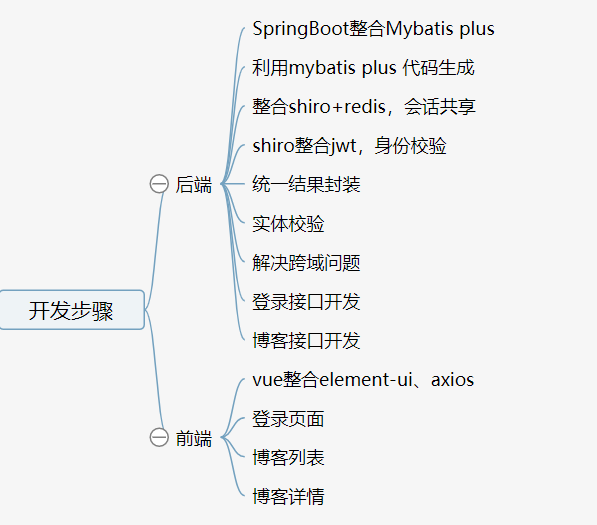 开发步骤
后端
SpringBoot整合Mybatis plus
利用mybatis plus 代码生成
整合shiro+redis，会话共享
shiro整合jwt，身份校验
统一结果封装
实体校验
解决跨域问题
登录接口开发
博客接口开发
前端
vue整合element-ui、axios
登录页面
博客列表
博客详情